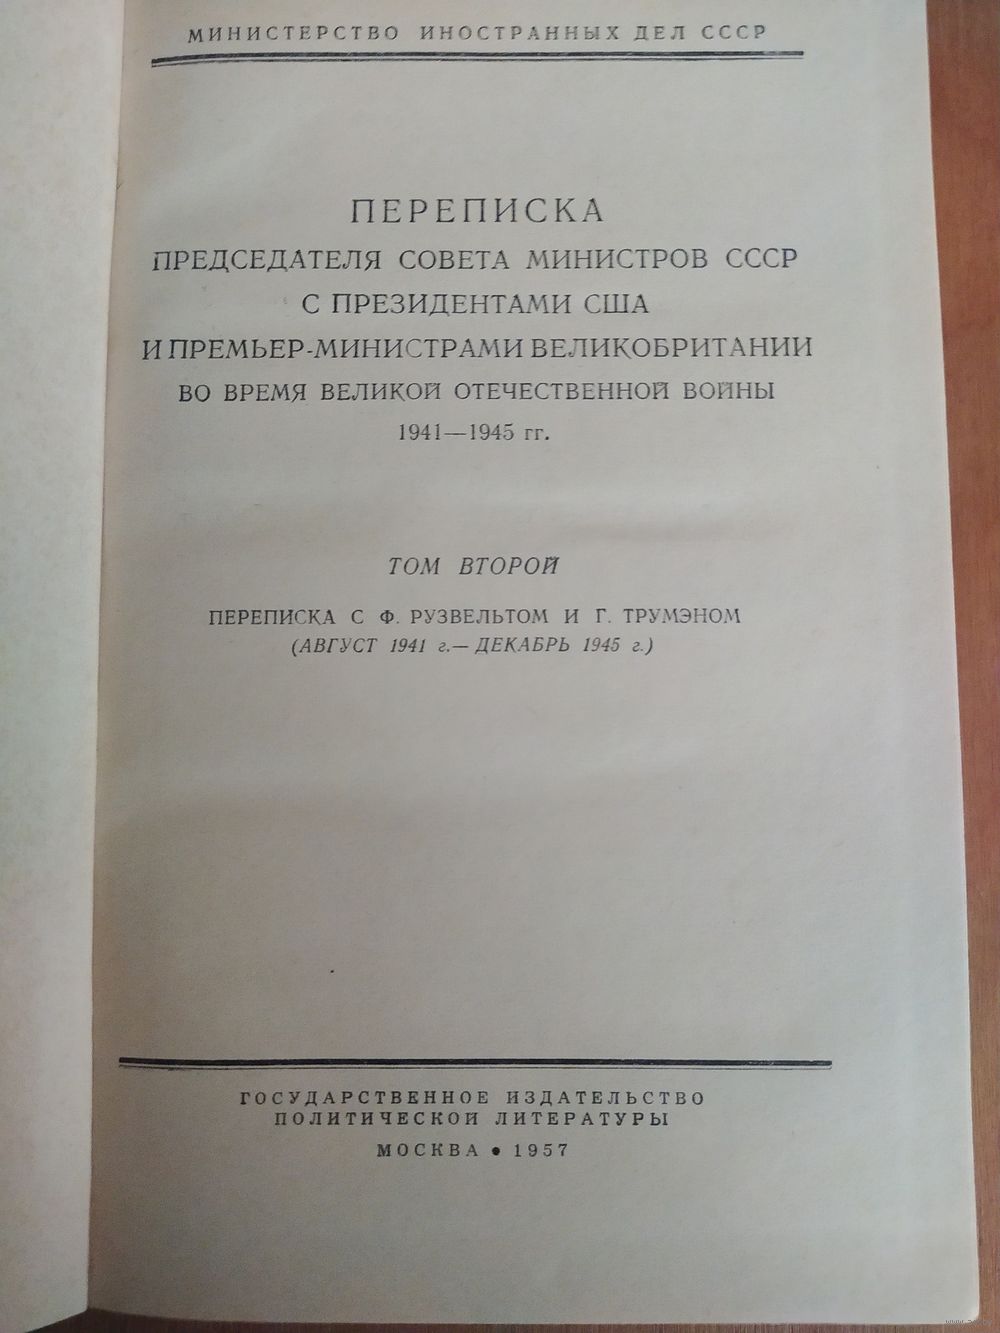 МИНИСТЕРСТВО ИНОСТРАННЫХ ДЕЛ СССР
ПЕРЕПИСКА
ПРЕДСЕДАТЕЛЯ СОВЕТА МИНИСТРОВ СССР
С ПРЕЗИДЕНТАМИ США
И ПРЕМЬЕР-МИНИСТРАМИ ВЕЛИКОБРИТАНИИ
ВО ВРЕМЯ ВЕЛИКОЙ ОТЕЧЕСТВЕННОЙ ВОЙНЫ
1941—1945 гг.
ТОМ ВТОРОЙ
ПЕРЕПИСКА С Ф. РУЗВЕЛЬТОМ И Г. ТРУМЭНОМ
(АВГУСТ 1941 г.— ДЕКАБРЬ 1945 г.)
ГОСУДАРСТВЕННОЕ ИЗДАТЕЛЬСТВО
ПОЛИТИЧЕСКОЙ ЛИТЕРАТУРЫ
МОСКВА • 1957